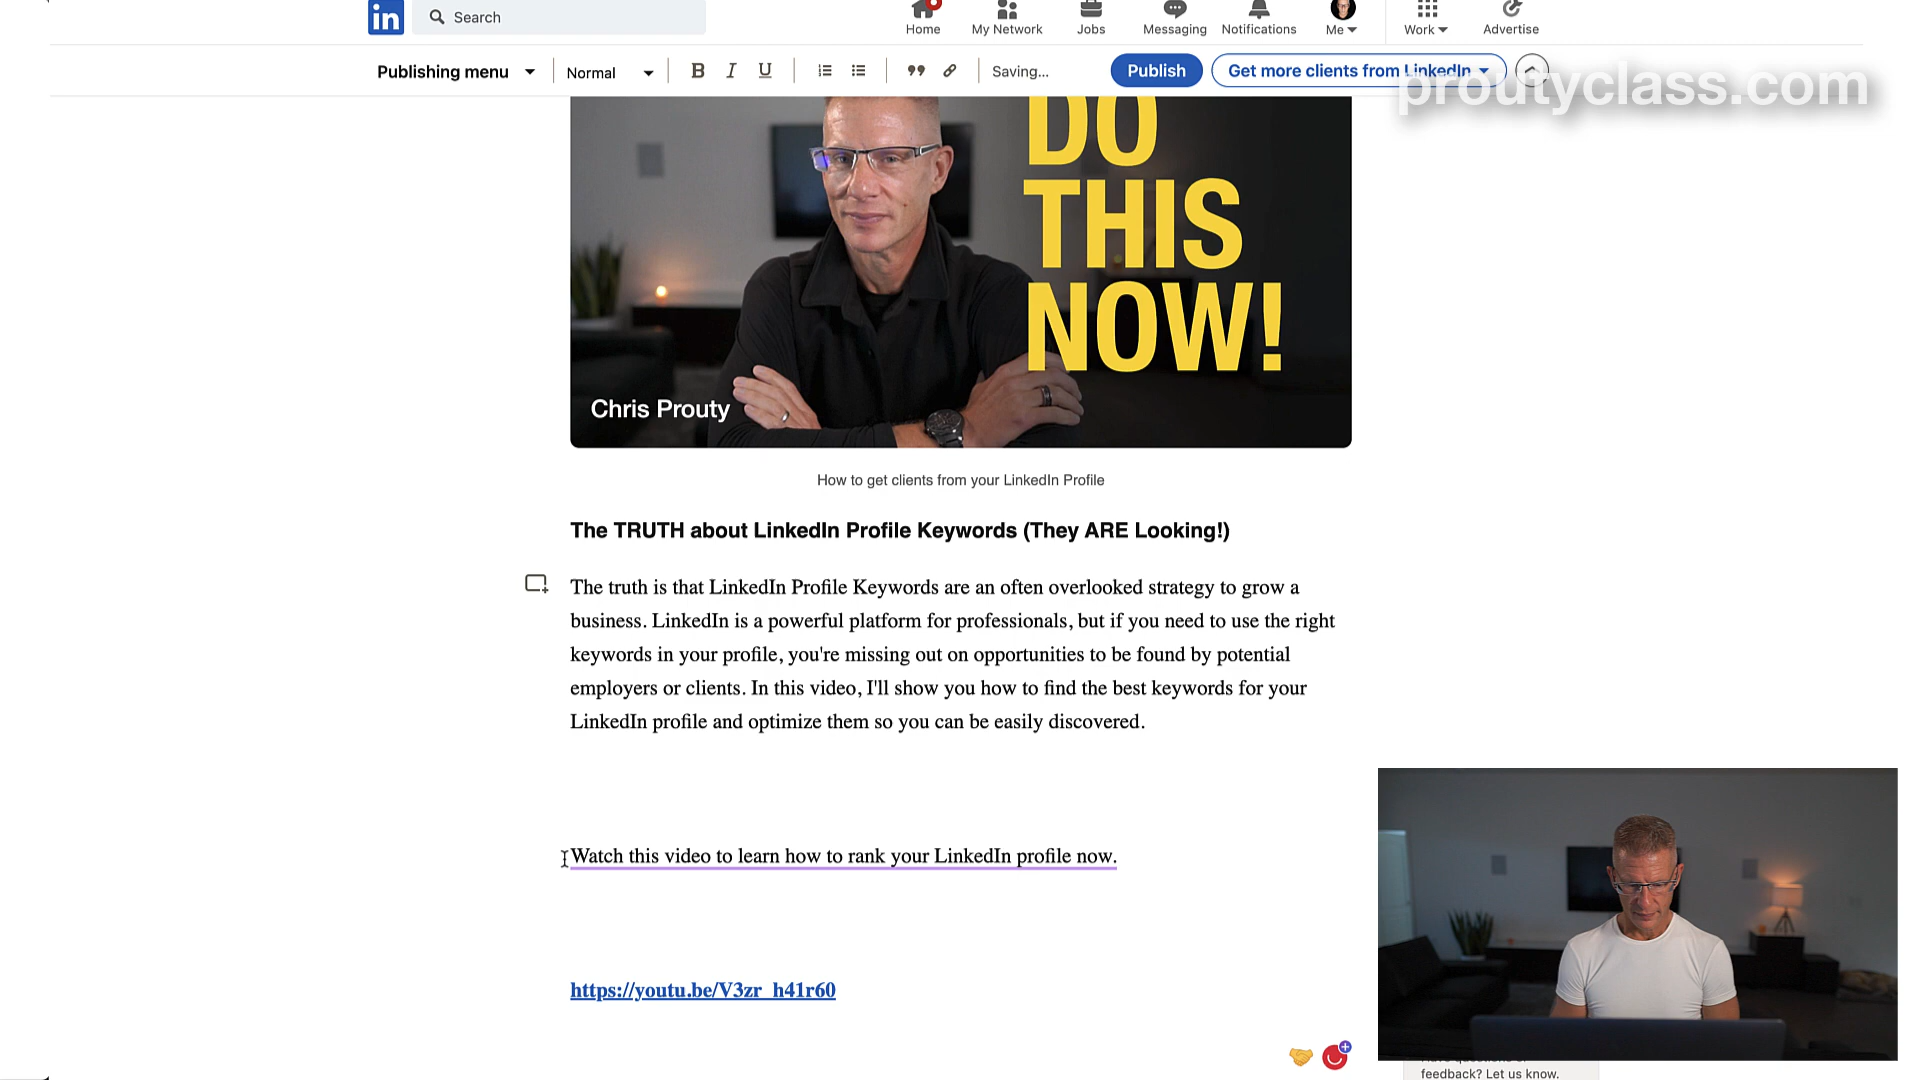 in
Search
Home
My Network
Jobs
Messaging
Notifications
Me
Work
Advertise
Publishing menu
Normal
B I U
Saving...
Publish
Get more clients from LinkedIn
proutyclass.com
DO
THIS
NOW!
Chris Prouty
How to get clients from your LinkedIn Profile
The TRUTH about LinkedIn Profile Keywords (They ARE Looking!)
The truth is that LinkedIn Profile Keywords are an often overlooked strategy to grow a
business. LinkedIn is a powerful platform for professionals, but if you need to use the right
keywords in your profile, you're missing out on opportunities to be found by potential
employers or clients. In this video, I'll show you how to find the best keywords for your
LinkedIn profile and optimize them so you can be easily discovered.
Watch this video to learn how to rank your LinkedIn profile now.
https://youtu.be/V3zr_h41r60
feedback? Let us know.